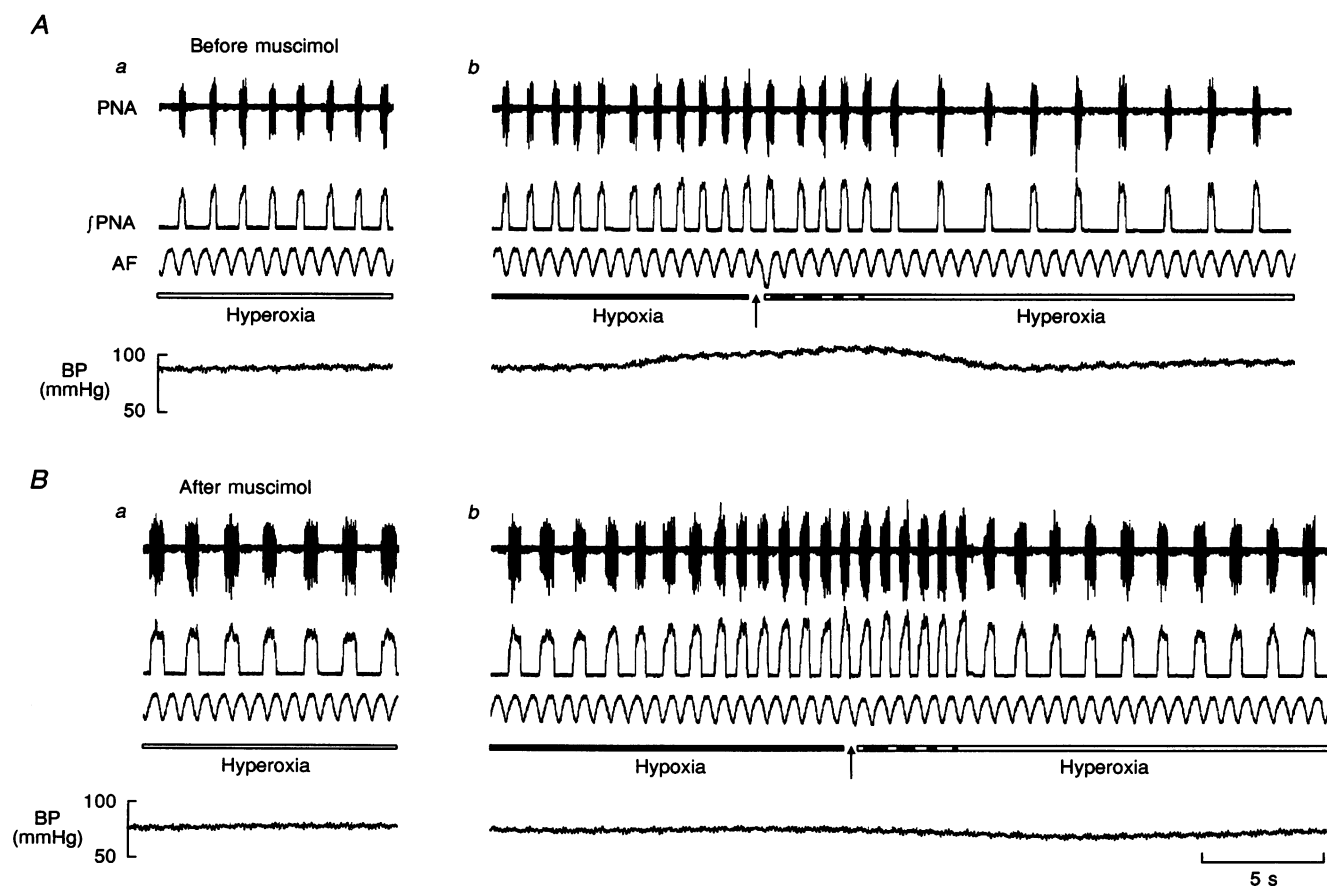 A
Before muscimol
a
b
PNA
∫PNA
AF
Hyperoxia
Hypoxia
Hyperoxia
BP
(mmHg)
100
50
B
After muscimol
a
b
Hyperoxia
Hypoxia
Hyperoxia
BP
(mmHg)
100
50
5 s